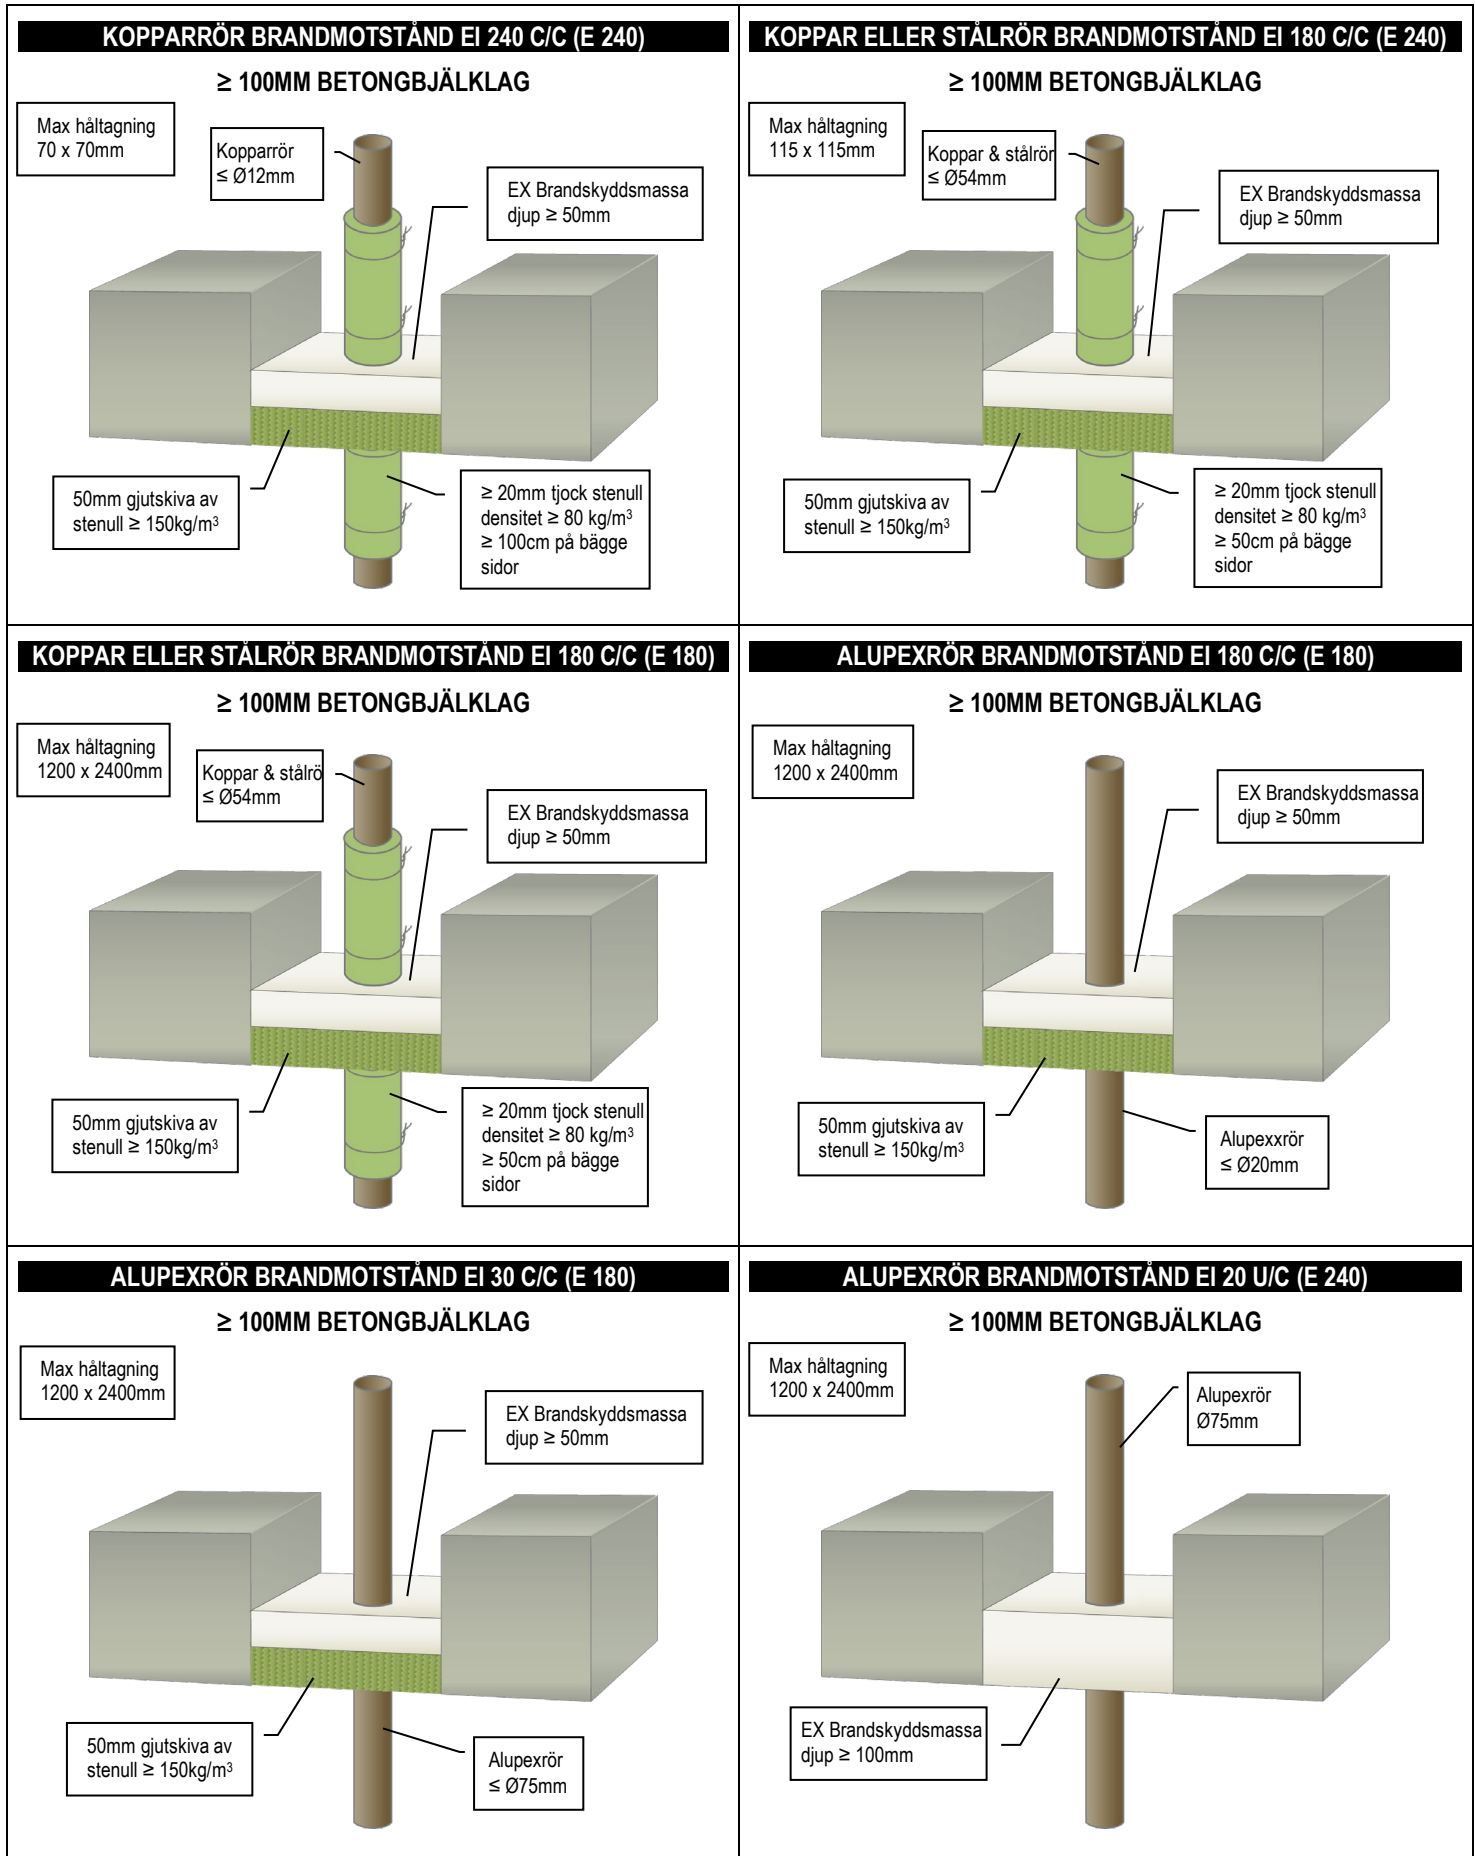 KOPPARRÖR BRANDMOTSTÅND EI 240 C/C (E 240)
≥ 100MM BETONGBJÄLKLAG
Max håltagning
70 x 70mm
Kopparrör
≤ Ø12mm
EX Brandskyddsmassa
djup ≥ 50mm
50mm gjutskiva av
stenull ≥ 150kg/m³
≥ 20mm tjock stenull
densitet ≥ 80 kg/m³
≥ 100cm på bägge
sidor
KOPPAR ELLER STÅLRÖR BRANDMOTSTÅND EI 180 C/C (E 240)
≥ 100MM BETONGBJÄLKLAG
Max håltagning
115 x 115mm
Koppar & stålrör
≤ Ø54mm
EX Brandskyddsmassa
djup ≥ 50mm
50mm gjutskiva av
stenull ≥ 150kg/m³
≥ 20mm tjock stenull
densitet ≥ 80 kg/m³
≥ 50cm på bägge
sidor
KOPPAR ELLER STÅLRÖR BRANDMOTSTÅND EI 180 C/C (E 180)
≥ 100MM BETONGBJÄLKLAG
Max håltagning
1200 x 2400mm
Koppar & stålrö
≤ Ø54mm
EX Brandskyddsmassa
djup ≥ 50mm
50mm gjutskiva av
stenull ≥ 150kg/m³
≥ 20mm tjock stenull
densitet ≥ 80 kg/m³
≥ 50cm på bägge
sidor
ALUPEXRÖR BRANDMOTSTÅND EI 180 C/C (E 180)
≥ 100MM BETONGBJÄLKLAG
Max håltagning
1200 x 2400mm
EX Brandskyddsmassa
djup ≥ 50mm
50mm gjutskiva av
stenull ≥ 150kg/m³
Alupexxrör
≤ Ø20mm
ALUPEXRÖR BRANDMOTSTÅND EI 30 C/C (E 180)
≥ 100MM BETONGBJÄLKLAG
Max håltagning
1200 x 2400mm
EX Brandskyddsmassa
djup ≥ 50mm
50mm gjutskiva av
stenull ≥ 150kg/m³
Alupexrör
≤ Ø75mm
ALUPEXRÖR BRANDMOTSTÅND EI 20 U/C (E 240)
≥ 100MM BETONGBJÄLKLAG
Max håltagning
1200 x 2400mm
Alupexrör
Ø75mm
EX Brandskyddsmassa
djup ≥ 100mm